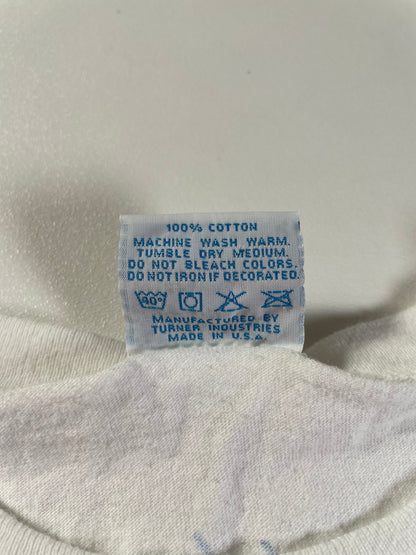 100% COTTON
MACHINE WASH WARM.
TUMBLE DRY MEDIUM.
DO NOT BLEACH COLORS.
DO NOT IRON IF DECORATED.
80°
MANUFACTURED BY
TURNER INDUSTRIES
MADE IN U.S.A.